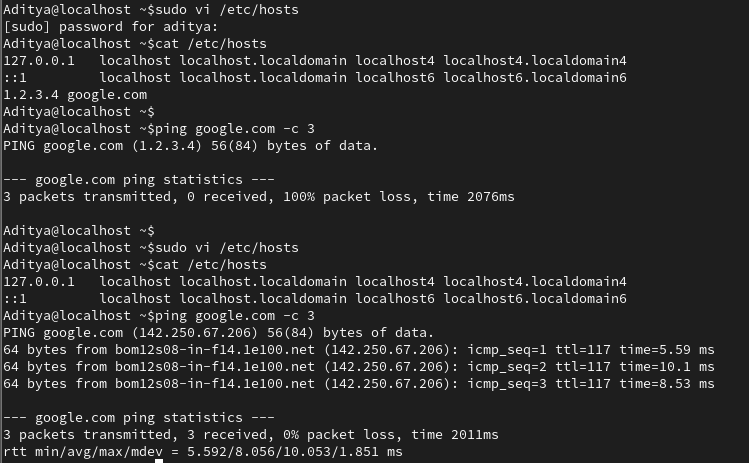 Aditya@localhost ~$sudo vi /etc/hosts
[sudo] password for aditya:
Aditya@localhost ~$cat /etc/hosts
127.0.0.1   localhost localhost.localdomain localhost4 localhost4.localdomain4
::1         localhost localhost.localdomain localhost6 localhost6.localdomain6
1.2.3.4 google.com
Aditya@localhost ~$
Aditya@localhost ~$ping google.com -c 3
PING google.com (1.2.3.4) 56(84) bytes of data.

--- google.com ping statistics ---
3 packets transmitted, 0 received, 100% packet loss, time 2076ms

Aditya@localhost ~$
Aditya@localhost ~$sudo vi /etc/hosts
Aditya@localhost ~$cat /etc/hosts
127.0.0.1   localhost localhost.localdomain localhost4 localhost4.localdomain4
::1         localhost localhost.localdomain localhost6 localhost6.localdomain6
Aditya@localhost ~$ping google.com -c 3
PING google.com (142.250.67.206) 56(84) bytes of data.
64 bytes from bom12s08-in-f14.1e100.net (142.250.67.206): icmp_seq=1 ttl=117 time=5.59 ms
64 bytes from bom12s08-in-f14.1e100.net (142.250.67.206): icmp_seq=2 ttl=117 time=10.1 ms
64 bytes from bom12s08-in-f14.1e100.net (142.250.67.206): icmp_seq=3 ttl=117 time=8.53 ms

--- google.com ping statistics ---
3 packets transmitted, 3 received, 0% packet loss, time 2011ms
rtt min/avg/max/mdev = 5.592/8.056/10.053/1.851 ms